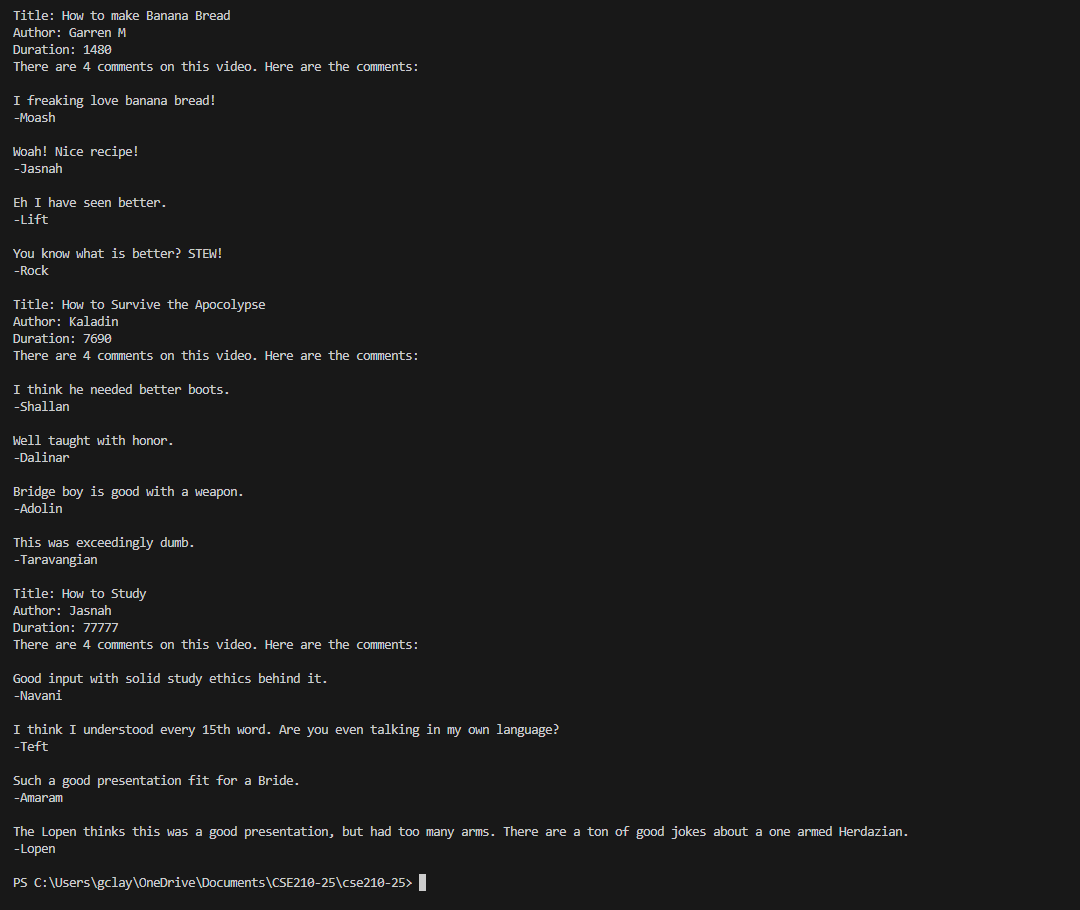 Title: How to make Banana Bread
Author: Garren M
Duration: 1480
There are 4 comments on this video. Here are the comments:
I freaking love banana bread!
-Moash
Woah! Nice recipe!
-Jasnah
Eh I have seen better.
-Lift
You know what is better? STEW!
-Rock
Title: How to Survive the Apocolypse
Author: Kaladin
Duration: 7690
There are 4 comments on this video. Here are the comments:
I think he needed better boots.
-Shallan
Well taught with honor.
-Dalinar
Bridge boy is good with a weapon.
-Adolin
This was exceedingly dumb.
-Taravangian
Title: How to Study
Author: Jasnah
Duration: 77777
There are 4 comments on this video. Here are the comments:
Good input with solid study ethics behind it.
-Navani
I think I understood every 15th word. Are you even talking in my own language?
-Teft
Such a good presentation fit for a Bride.
-Amaram
The Lopen thinks this was a good presentation, but had too many arms. There are a ton of good jokes about a one armed Herdazian.
-Lopen
PS C:\Users\gclay\OneDrive\Documents\CSE210-25\cse210-25>